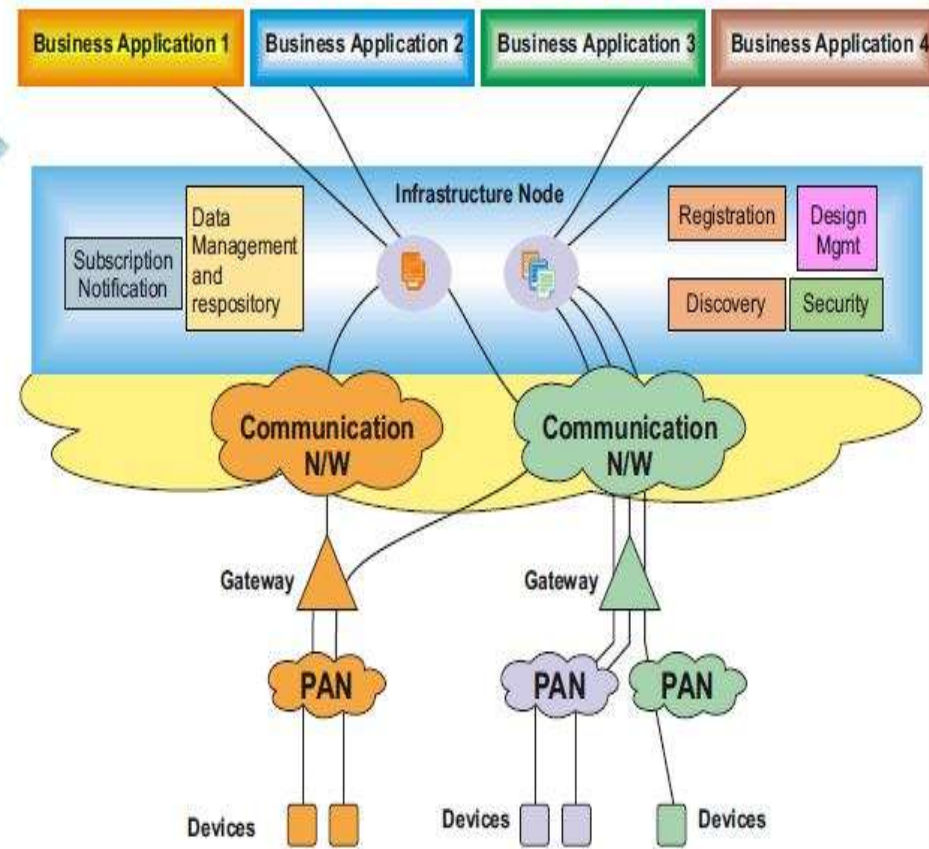 Business Application 1
Business Application 2
Business Application 3
Business Application 4
Infrastructure Node
Subscription
Notification
Data
Management
and
respository
Registration
Design
Mgmt
Discovery
Security
Communication
N/W
Communication
N/W
Gateway
Gateway
PAN
PAN
PAN
Devices
Devices
Devices